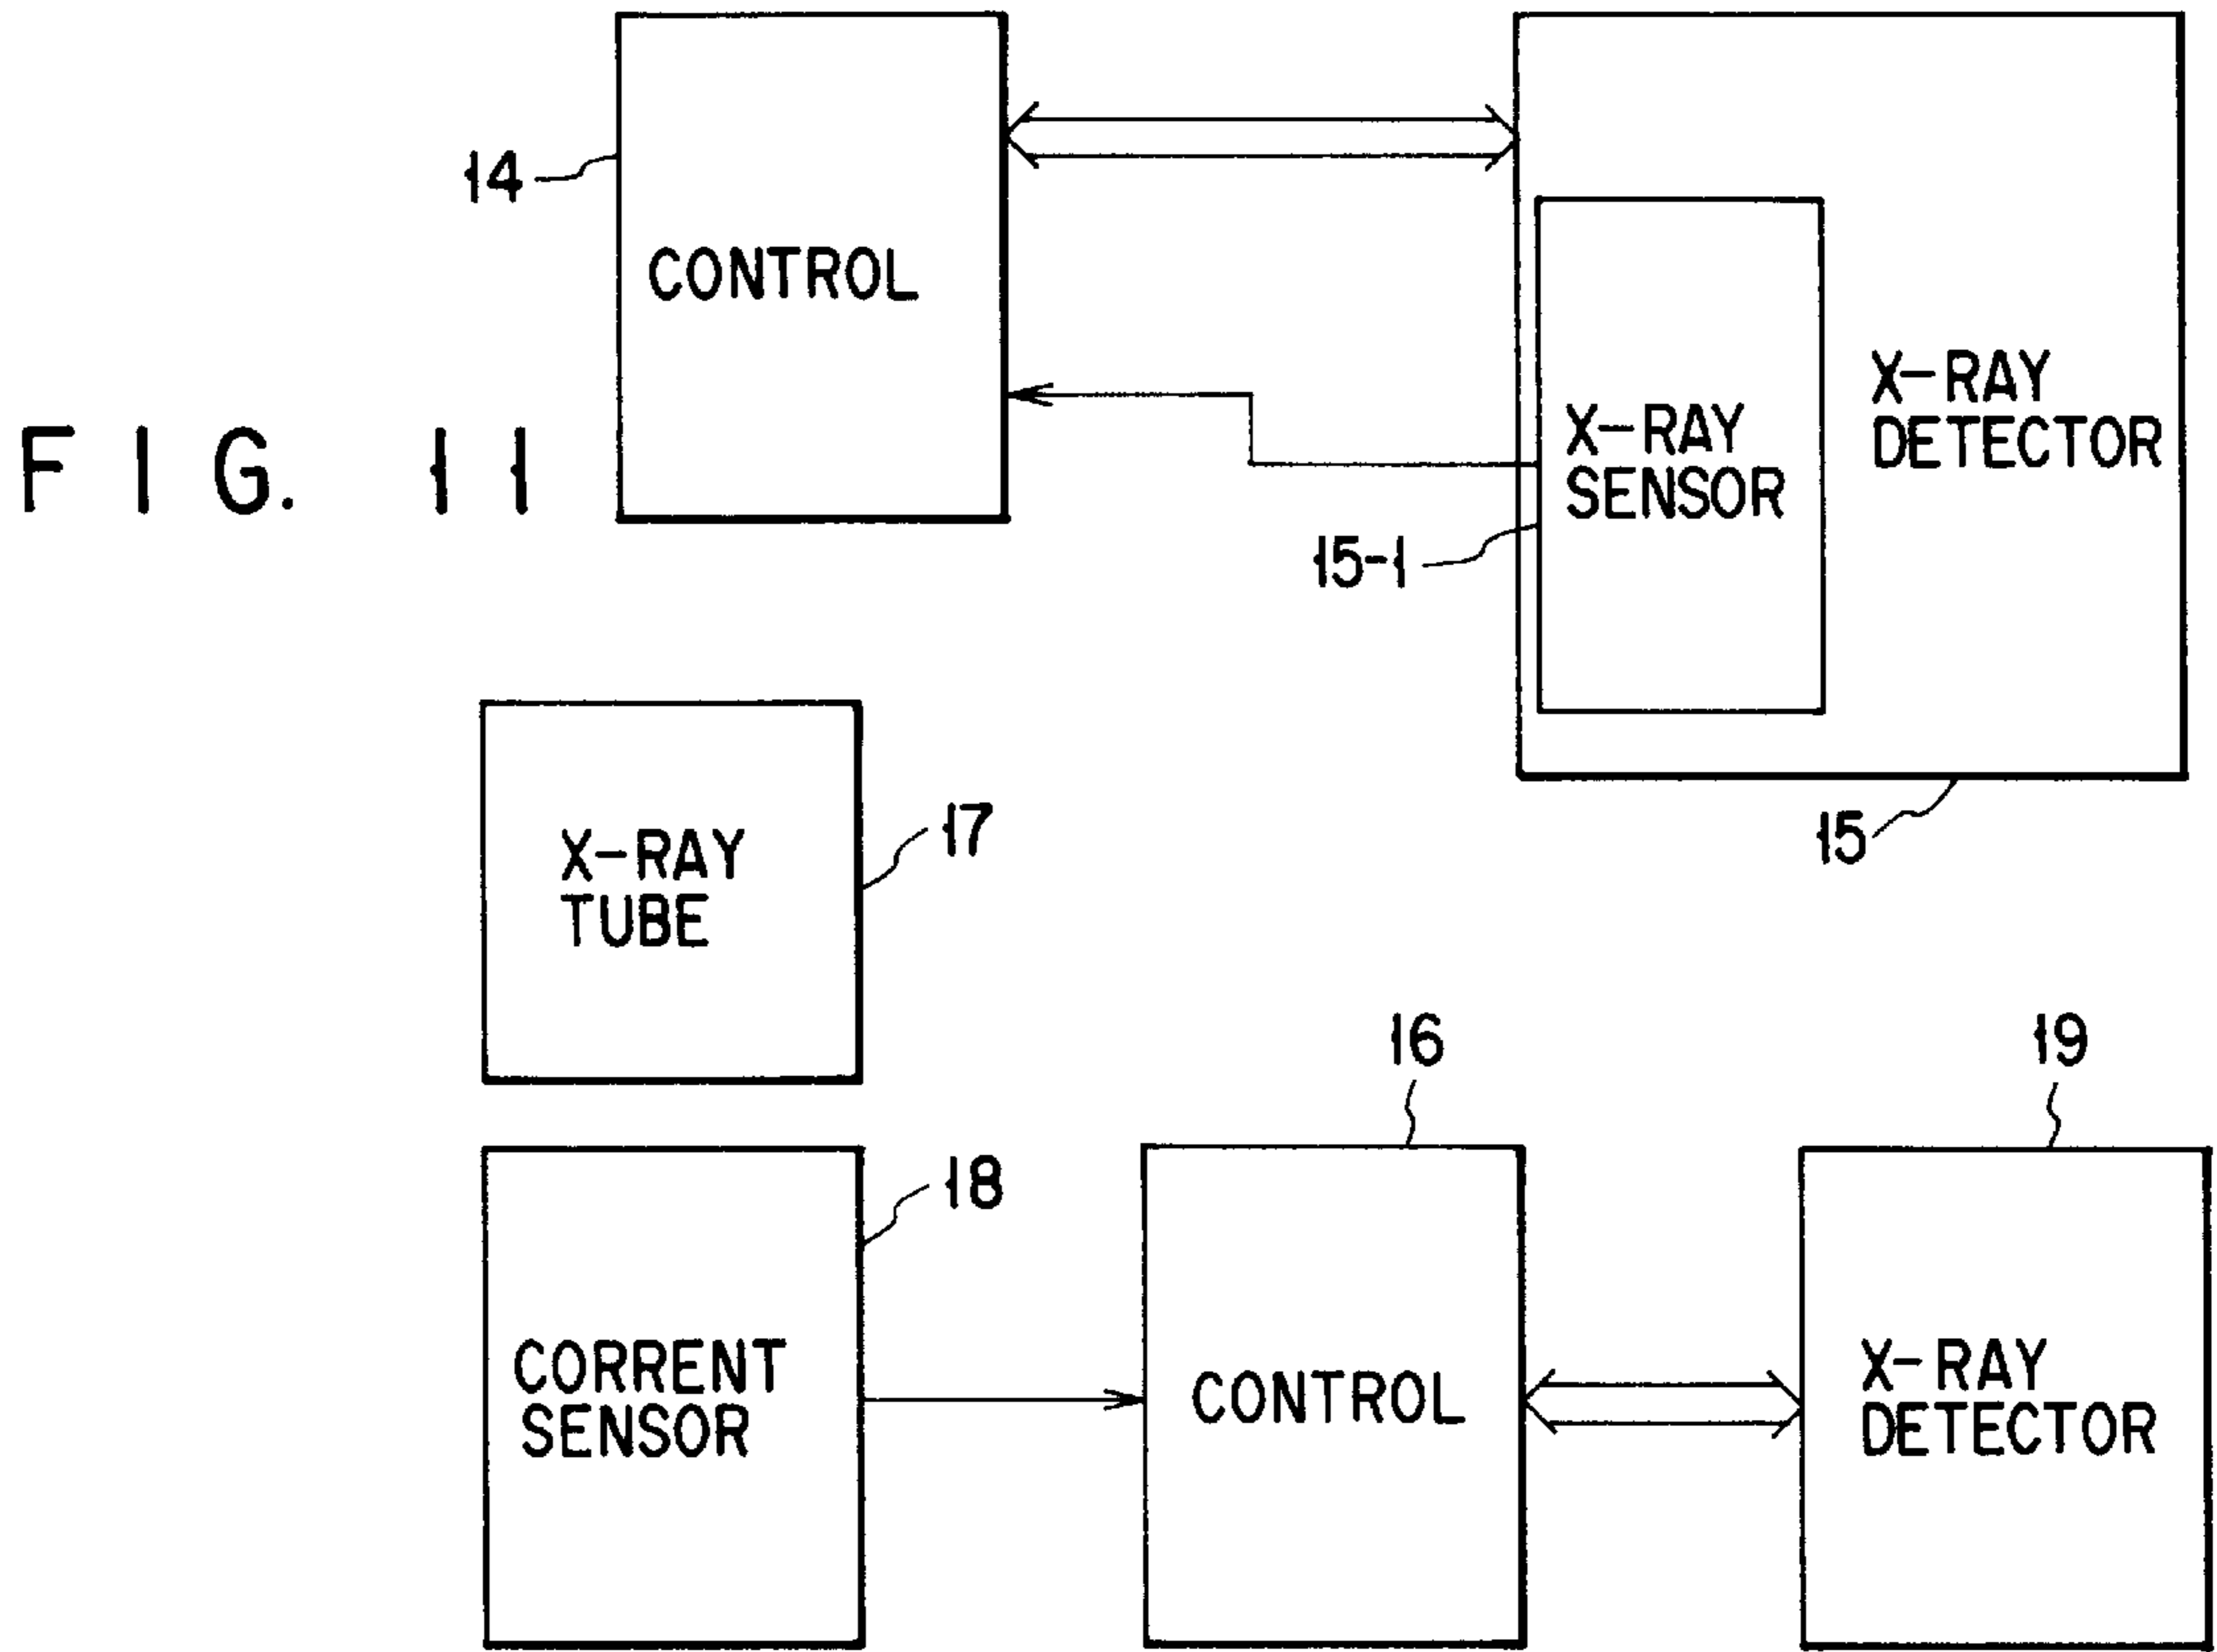 FIG. 11
14
CONTROL
X-RAY
SENSOR
15-1
X-RAY
DETECTOR
15
X-RAY
TUBE
17
CORRENT
SENSOR
18
16
CONTROL
19
X-RAY
DETECTOR